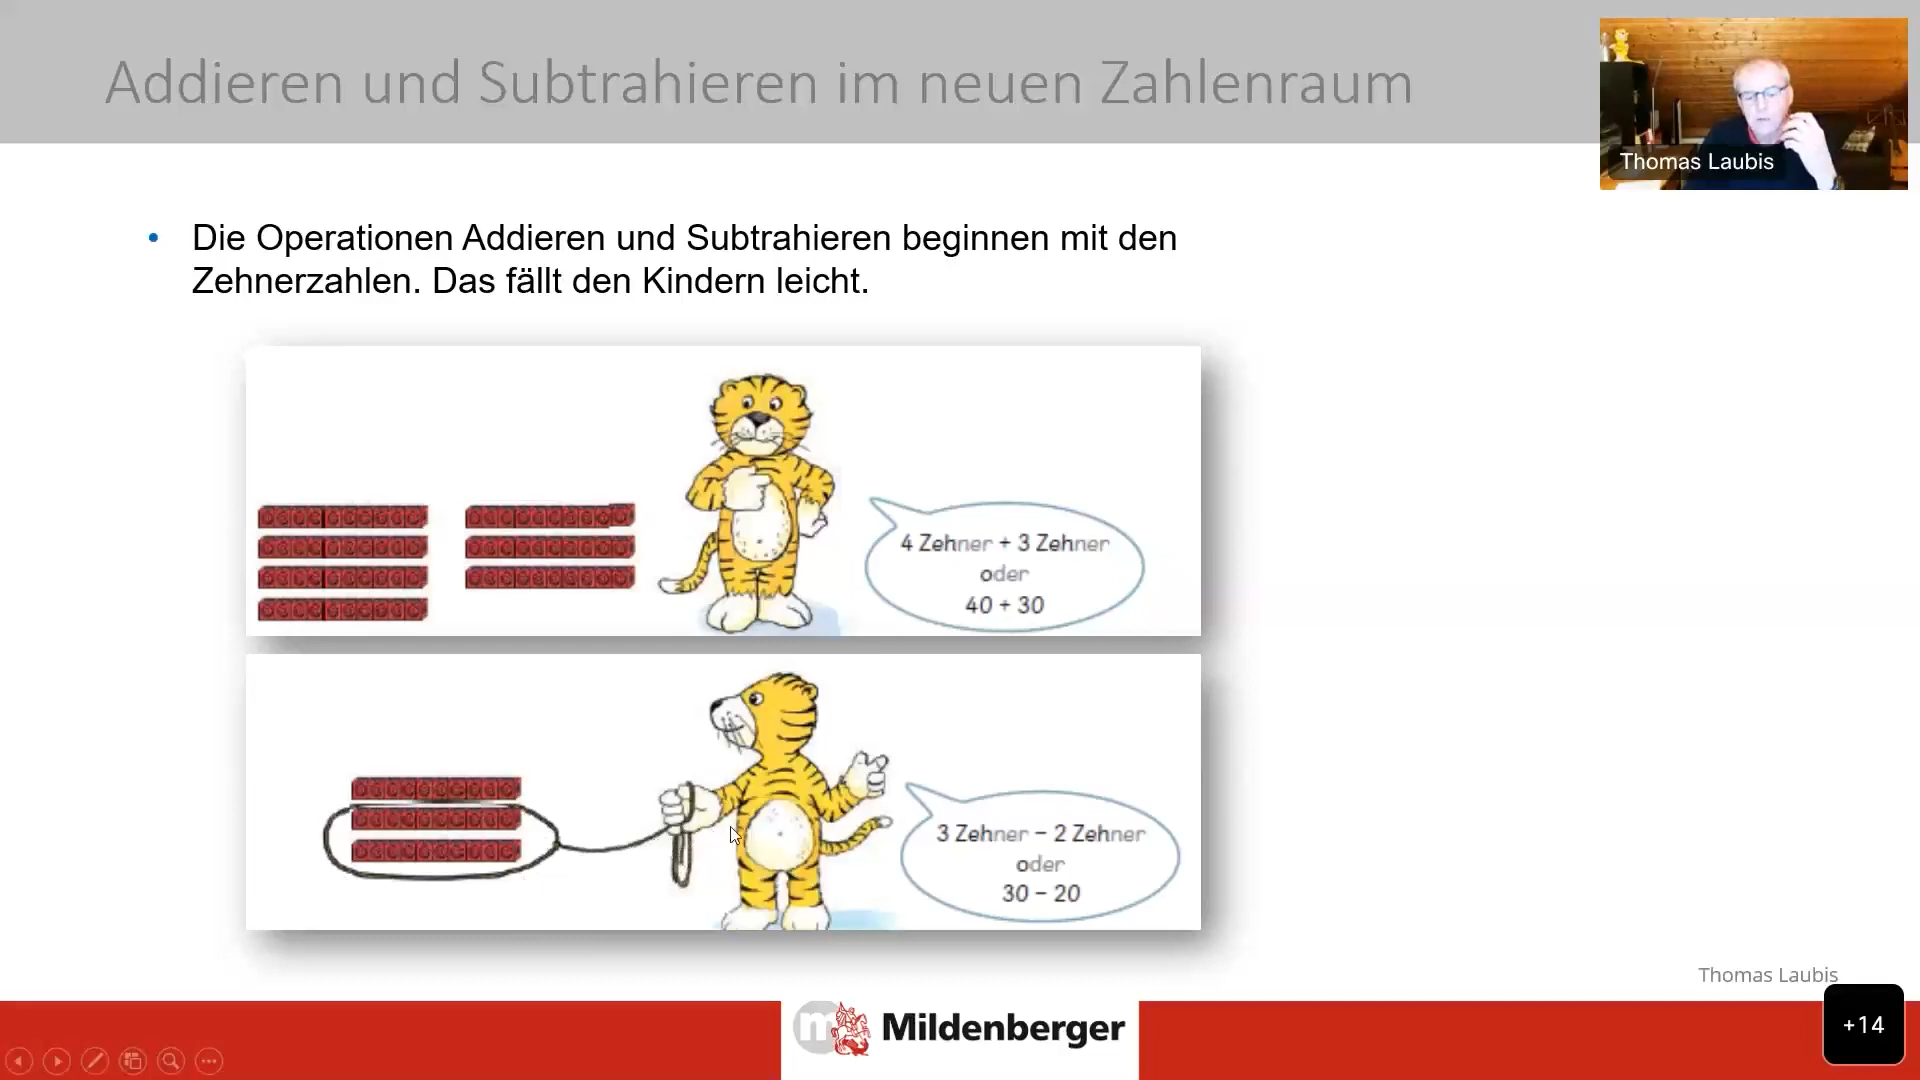 Addieren und Subtrahieren im neuen Zahlenraum
Thomas Laubis
• Die Operationen Addieren und Subtrahieren beginnen mit den
Zehnerzahlen. Das fällt den Kindern leicht.
4 Zehner + 3 Zehner
oder
40 + 30
3 Zehner − 2 Zehner
oder
30 − 20
Thomas Laubis
m Mildenberger
+14